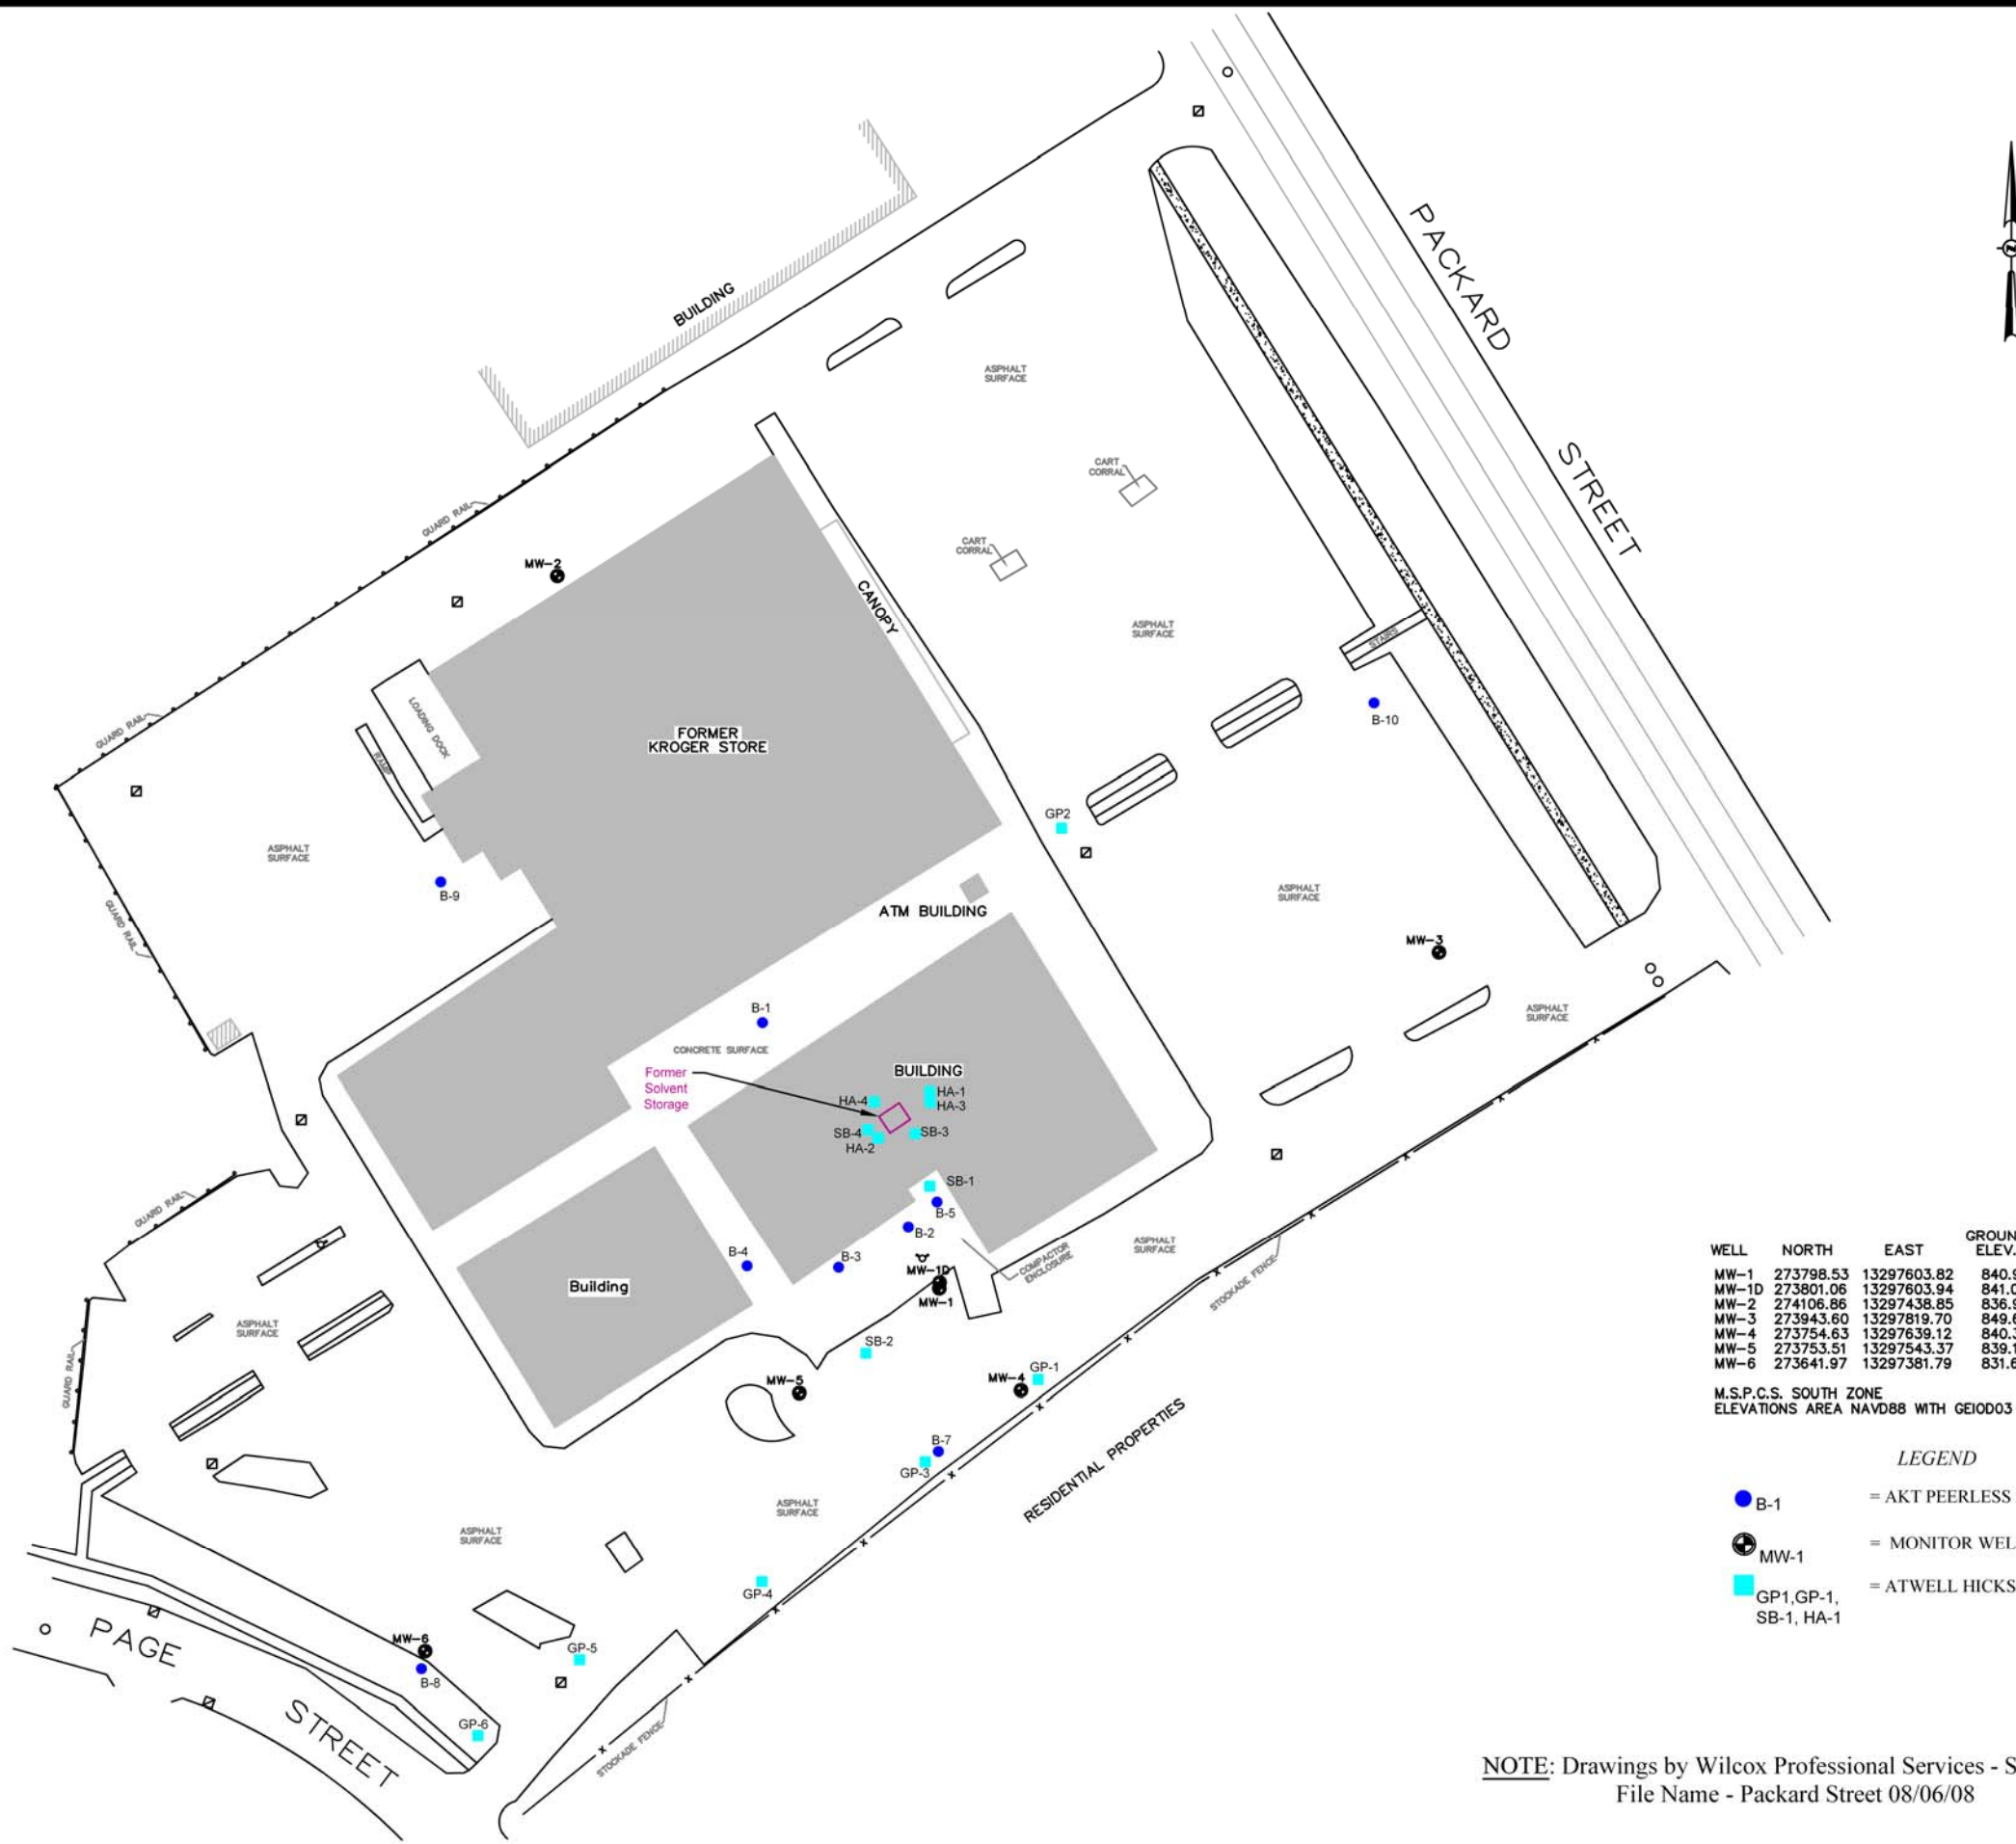 PACKARD
STREET
BUILDING
ASPHALT
SURFACE
CART
CORRAL
CART
CORRAL
GUARD RAIL
MW-2
CANOPY
ASPHALT
SURFACE
STAIRS
B-10
LOADING DOCK
RAMP
GUARD RAIL
FORMER
KROGER STORE
GP2
ASPHALT
SURFACE
B-9
GUARD RAIL
ATM BUILDING
ASPHALT
SURFACE
MW-3
B-1
CONCRETE SURFACE
ASPHALT
SURFACE
Former
Solvent
Storage
BUILDING
HA-4
HA-1
HA-3
SB-4
HA-2
SB-3
SB-1
B-5
B-2
GUARD RAIL
B-4
B-3
MW-1D
MW-1
COMPACTOR
ENCLOSURE
ASPHALT
SURFACE
STOCKADE FENCE
Building
ASPHALT
SURFACE
GUARD RAIL
SB-2
MW-5
MW-4
GP-1
B-7
GP-3
RESIDENTIAL PROPERTIES
ASPHALT
SURFACE
ASPHALT
SURFACE
GP-4
MW-6
B-8
GP-5
GP-6
STOCKADE FENCE
PAGE
STREET
GROUN
WELL NORTH EAST ELEV.
MW-1 273798.53 13297603.82 840.9
MW-1D 273801.06 13297603.94 841.0
MW-2 274106.86 13297438.85 836.9
MW-3 273943.60 13297819.70 849.6
MW-4 273754.63 13297639.12 840.3
MW-5 273753.51 13297543.37 839.1
MW-6 273641.97 13297381.79 831.6
M.S.P.C.S. SOUTH ZONE
ELEVATIONS AREA NAVD88 WITH GEIOD03
LEGEND
B-1 = AKT PEERLESS
MW-1 = MONITOR WEL
GP1,GP-1, = ATWELL HICKS
SB-1, HA-1
NOTE: Drawings by Wilcox Professional Services - S
File Name - Packard Street 08/06/08